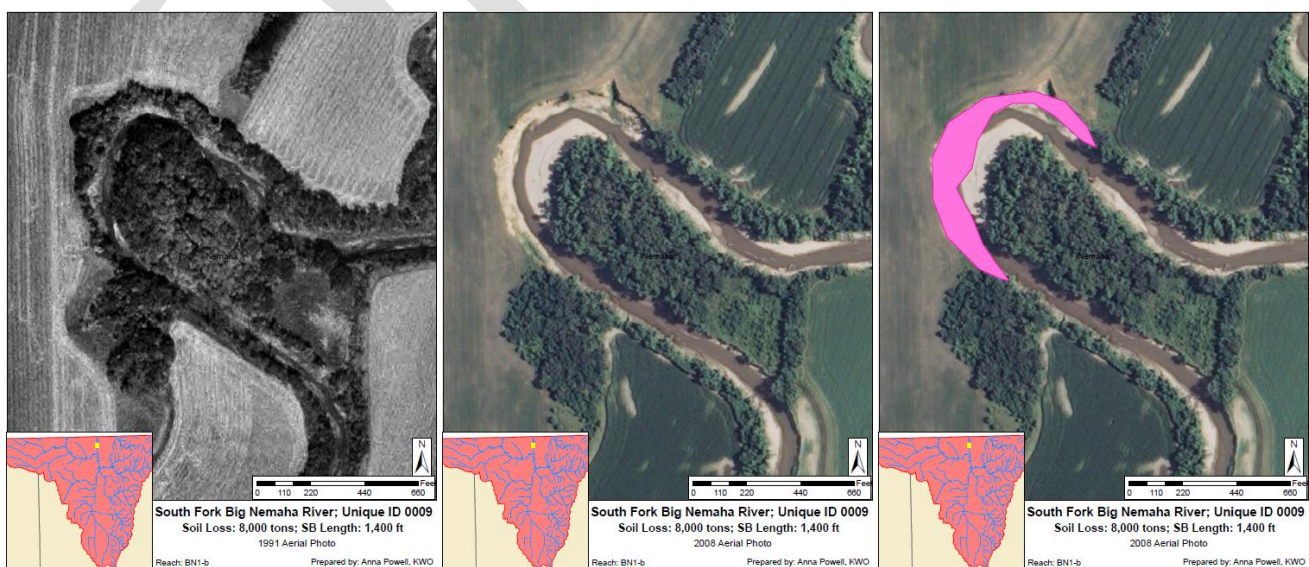 Nemaha
N
Feet
0 110 220 440 660
South Fork Big Nemaha River; Unique ID 0009
Soil Loss: 8,000 tons; SB Length: 1,400 ft
1991 Aerial Photo
Reach: BN1-b Prepared by: Anna Powell, KWO
Nemaha
N
Feet
0 110 220 440 660
South Fork Big Nemaha River; Unique ID 0009
Soil Loss: 8,000 tons; SB Length: 1,400 ft
2008 Aerial Photo
Reach: BN1-b Prepared by: Anna Powell, KWO
Nemaha
N
Feet
0 110 220 440 660
South Fork Big Nemaha River; Unique ID 0009
Soil Loss: 8,000 tons; SB Length: 1,400 ft
2008 Aerial Photo
Reach: BN1-b Prepared by: Anna Powell, KWO